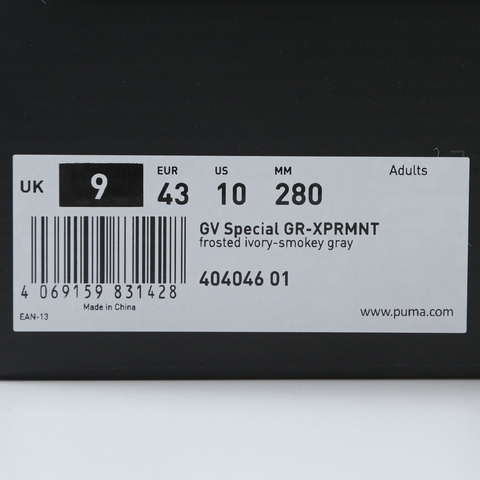 UK 9 EUR 43 US 10 MM 280 Adults
GV Special GR-XPRMNT
frosted ivory-smokey gray
404046 01
4 069159 831428
Made in China
EAN-13
www.puma.com